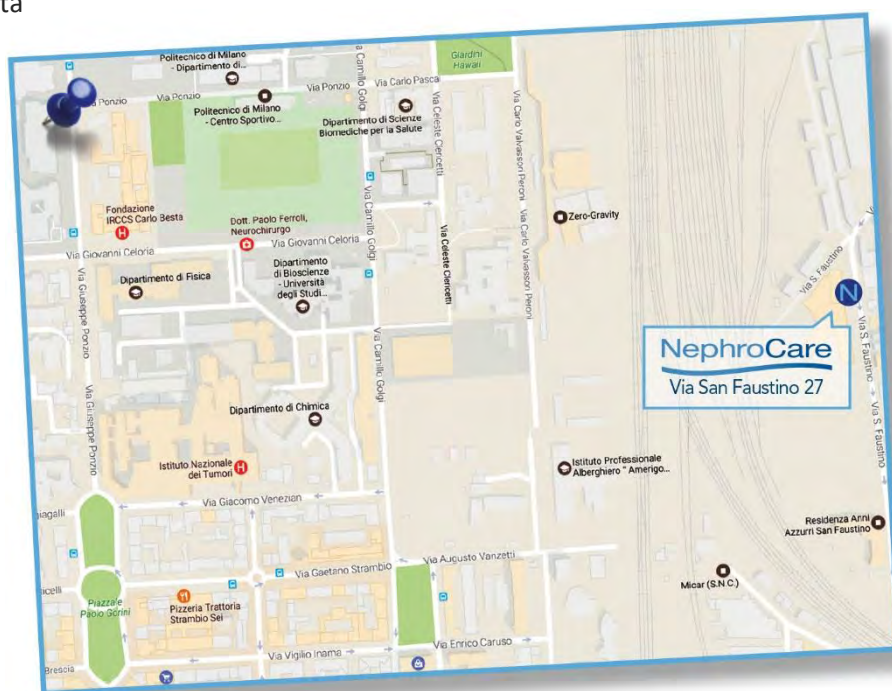 ta
Politecnico di Milano
- Dipartimento di...
Via Ponzio
Via Ponzio
Via Ponzio
Via Carlo Pascal
Politecnico di Milano
- Centro Sportivo...
Dipartimento di Scienze
Biomediche per la Salute
Giardini
Hawaii
Via Camillo Golgi
Via Celeste Clericetti
Via Carlo Valvassori Peroni
Fondazione
IRCCS Carlo Besta
H
Dott. Paolo Ferroli,
Neurochirurgo
Via Giovanni Celoria
Via Giovanni Celoria
Via Camillo Golgi
Via Celeste Clericetti
Via Carlo Valvassori Peroni
Zero-Gravity
Via Giuseppe Ponzio
Dipartimento di Fisica
Dipartimento
di Bioscienze
- Università
degli Studi...
Via S. Faustino
N
Via S. Faustino
NephroCare
Via San Faustino 27
Via Giuseppe Ponzio
Via Camillo Golgi
Dipartimento di Chimica
Via S. Faustino
Istituto Nazionale
dei Tumori
H
Istituto Professionale
Alberghiero " Amerigo...
Via Giacomo Venezian
Residenza Anni
Azzurri San Faustino
Via Gaetano Strambio
Via Augusto Vanzetti
Micar (S.N.C.)
Piazza e
Paolo Gorini
Pizzeria Trattoria
Strambio Sei
Via Vigilio Inama
Via Enrico Caruso
Brescia